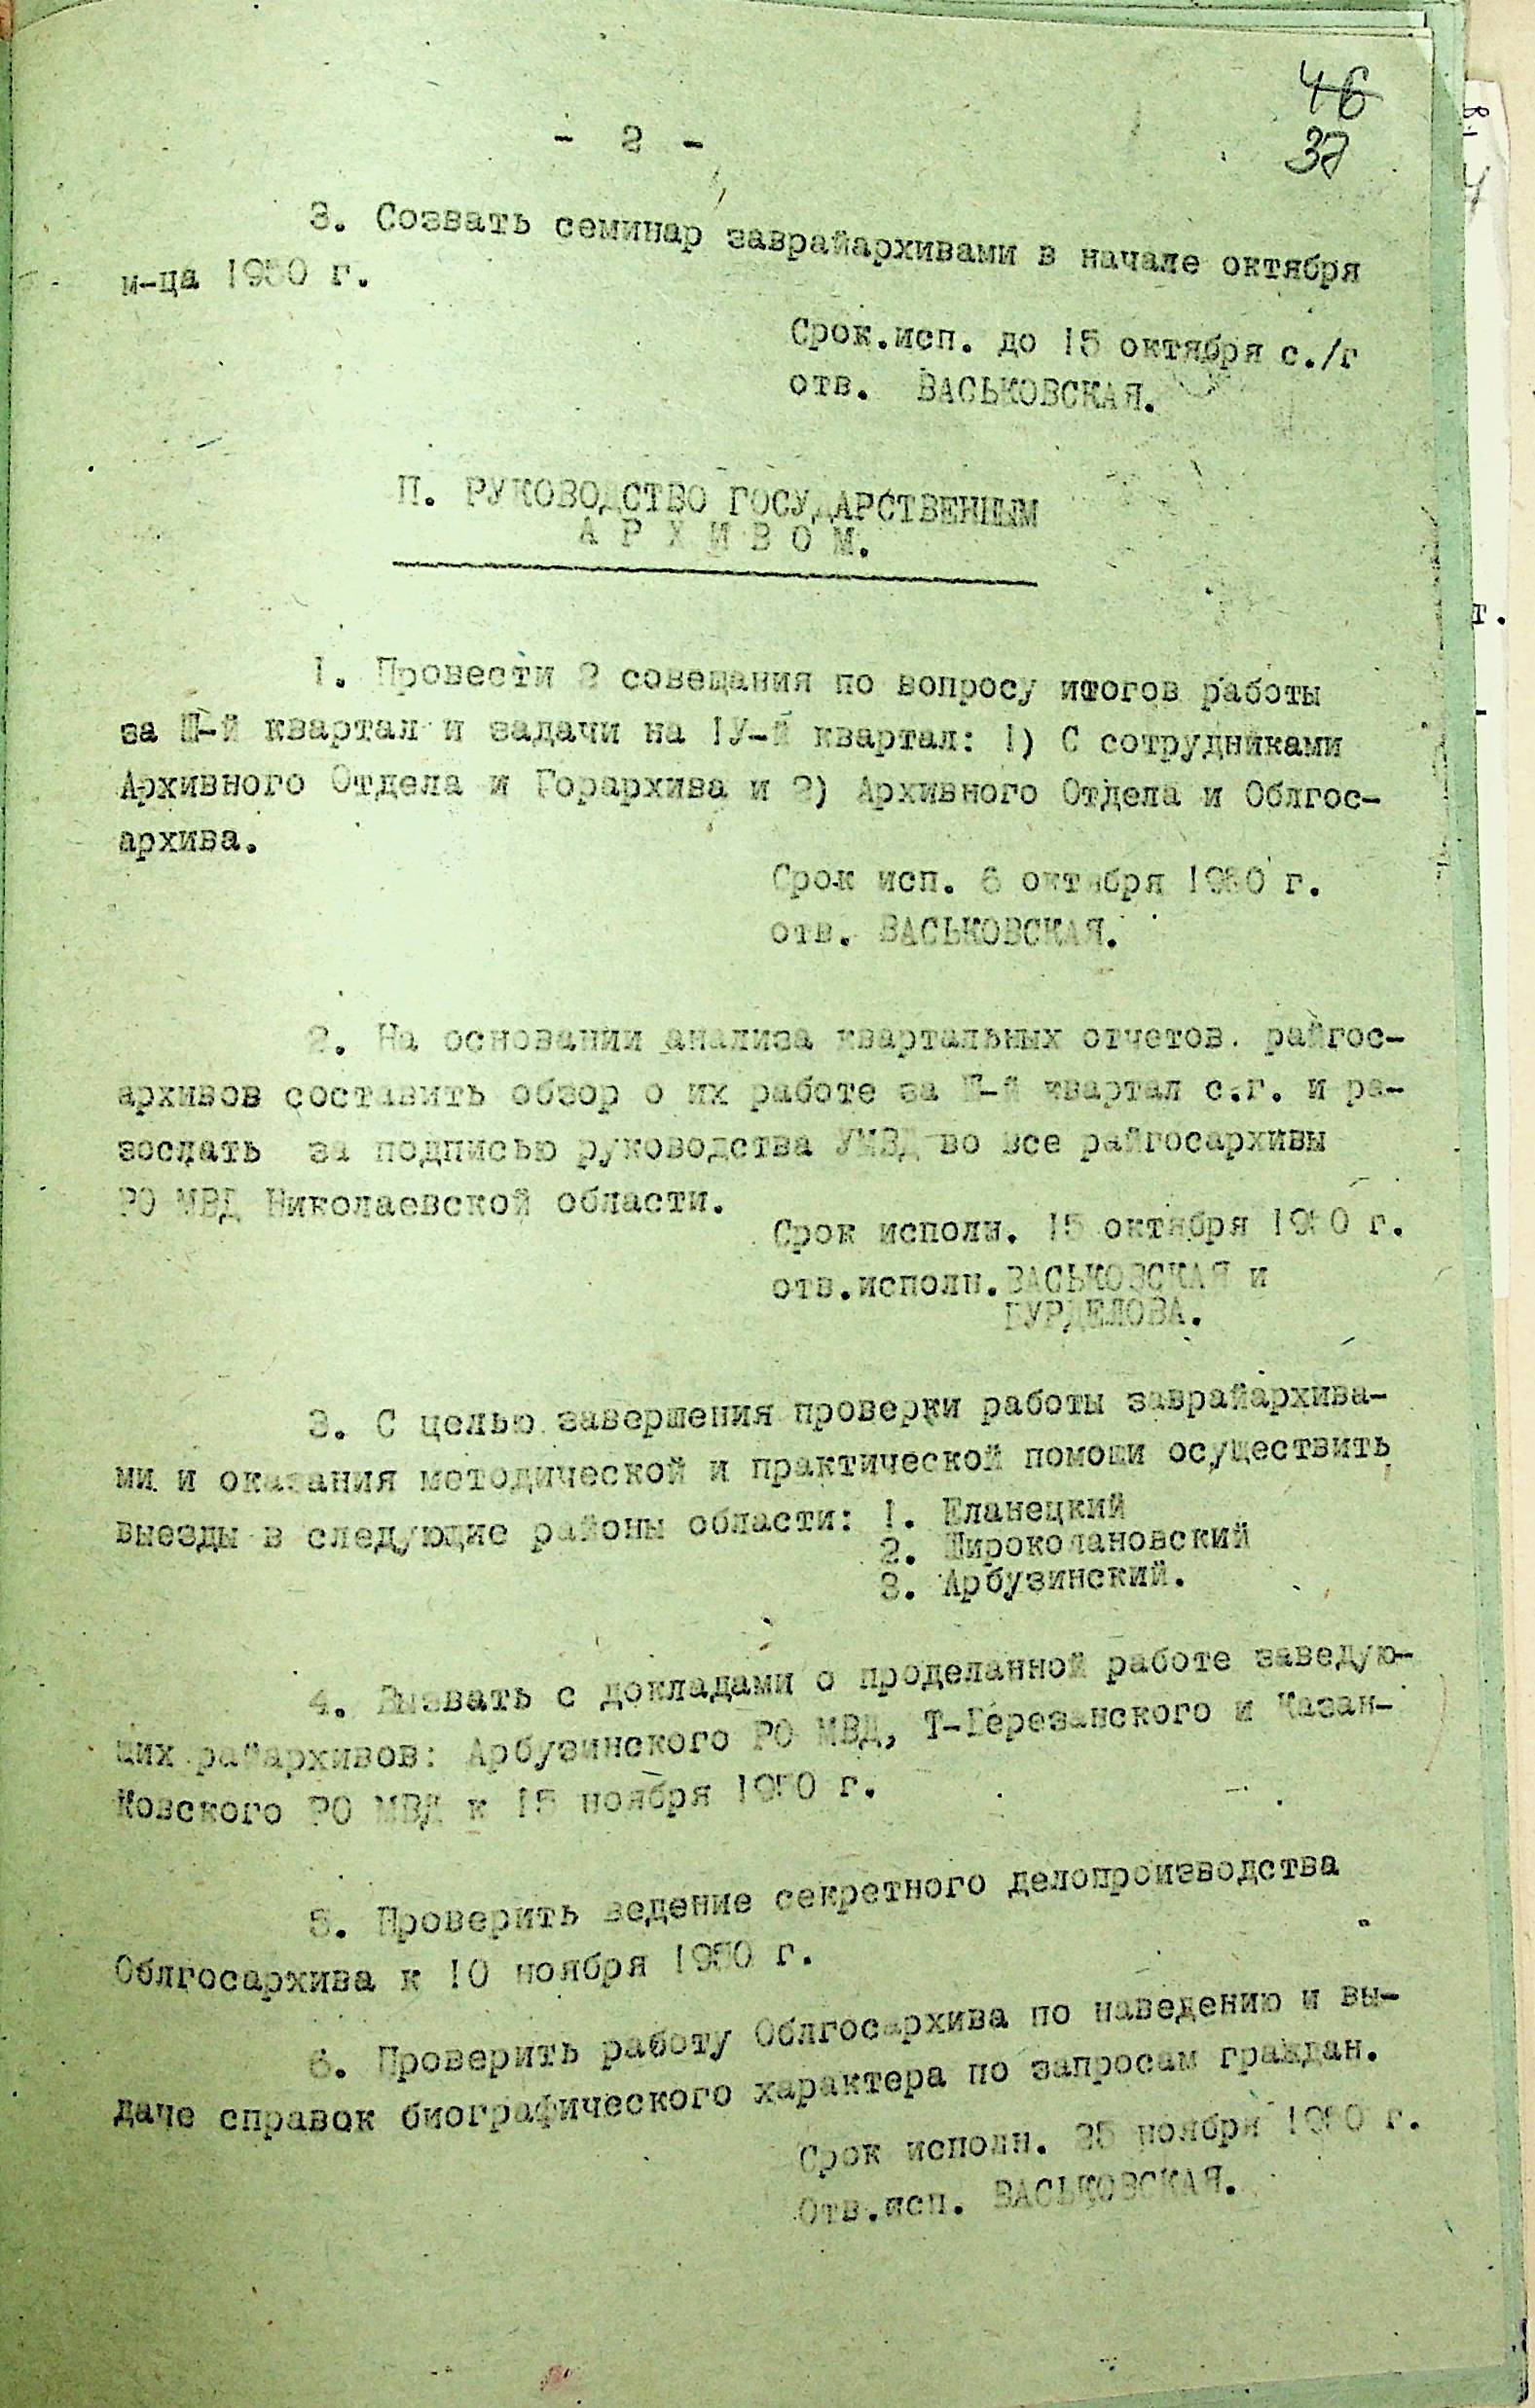 46
37
- 2 -
3. Созвать семинар заврайархивами в начале октября
м-ца 1950 г.
Срок.исп. до 15 октября с./г
отв. ВАСЬКОВСКАЯ.
П. РУКОВОДСТВО ГОСУДАРСТВЕННЫМ
А Р Х И В О М.
1. Провести 2 совещания по вопросу итогов работы
за Ш-й квартал и задачи на 1У-й квартал: 1) С сотрудниками
Архивного Отдела и Горархива и 2) Архивного Отдела и Облгос-
архива.
Срок исп. 6 октября 1950 г.
отв. ВАСЬКОВСКАЯ.
2. На основании анализа квартальных отчетов. райгос-
архивов составить обзор о их работе за Ш-й квартал с.г. и ра-
зослать за подписью руководства УМВД во все райгосархивы
РО МВД Николаевской области.
Срок исполн. 15 октября 1950 г.
отв.исполн. ВАСЬКОВСКАЯ и
ГУРДЕЛОВА.
3. С целью завершения проверки работы заврайархива-
ми и оказания методической и практической помощи осуществить
выезды в следующие районы области: 1. Еланецкий
2. Широколановский
3. Арбузинский.
4. Вызвать с докладами о проделанной работе заведую-
щих райархивов: Арбузинского РО МВД, Т-Березанского и Казан-
ковского РО МВД к 15 ноября 1950 г.
5. Проверить ведение секретного делопроизводства
Облгосархива к 10 ноября 1950 г.
6. Проверить работу Облгосархива по наведению и вы-
даче справок биографического характера по запросам граждан.
Срок исполн. 25 ноября 1950 г.
Отв.исп. ВАСЬКОВСКАЯ.